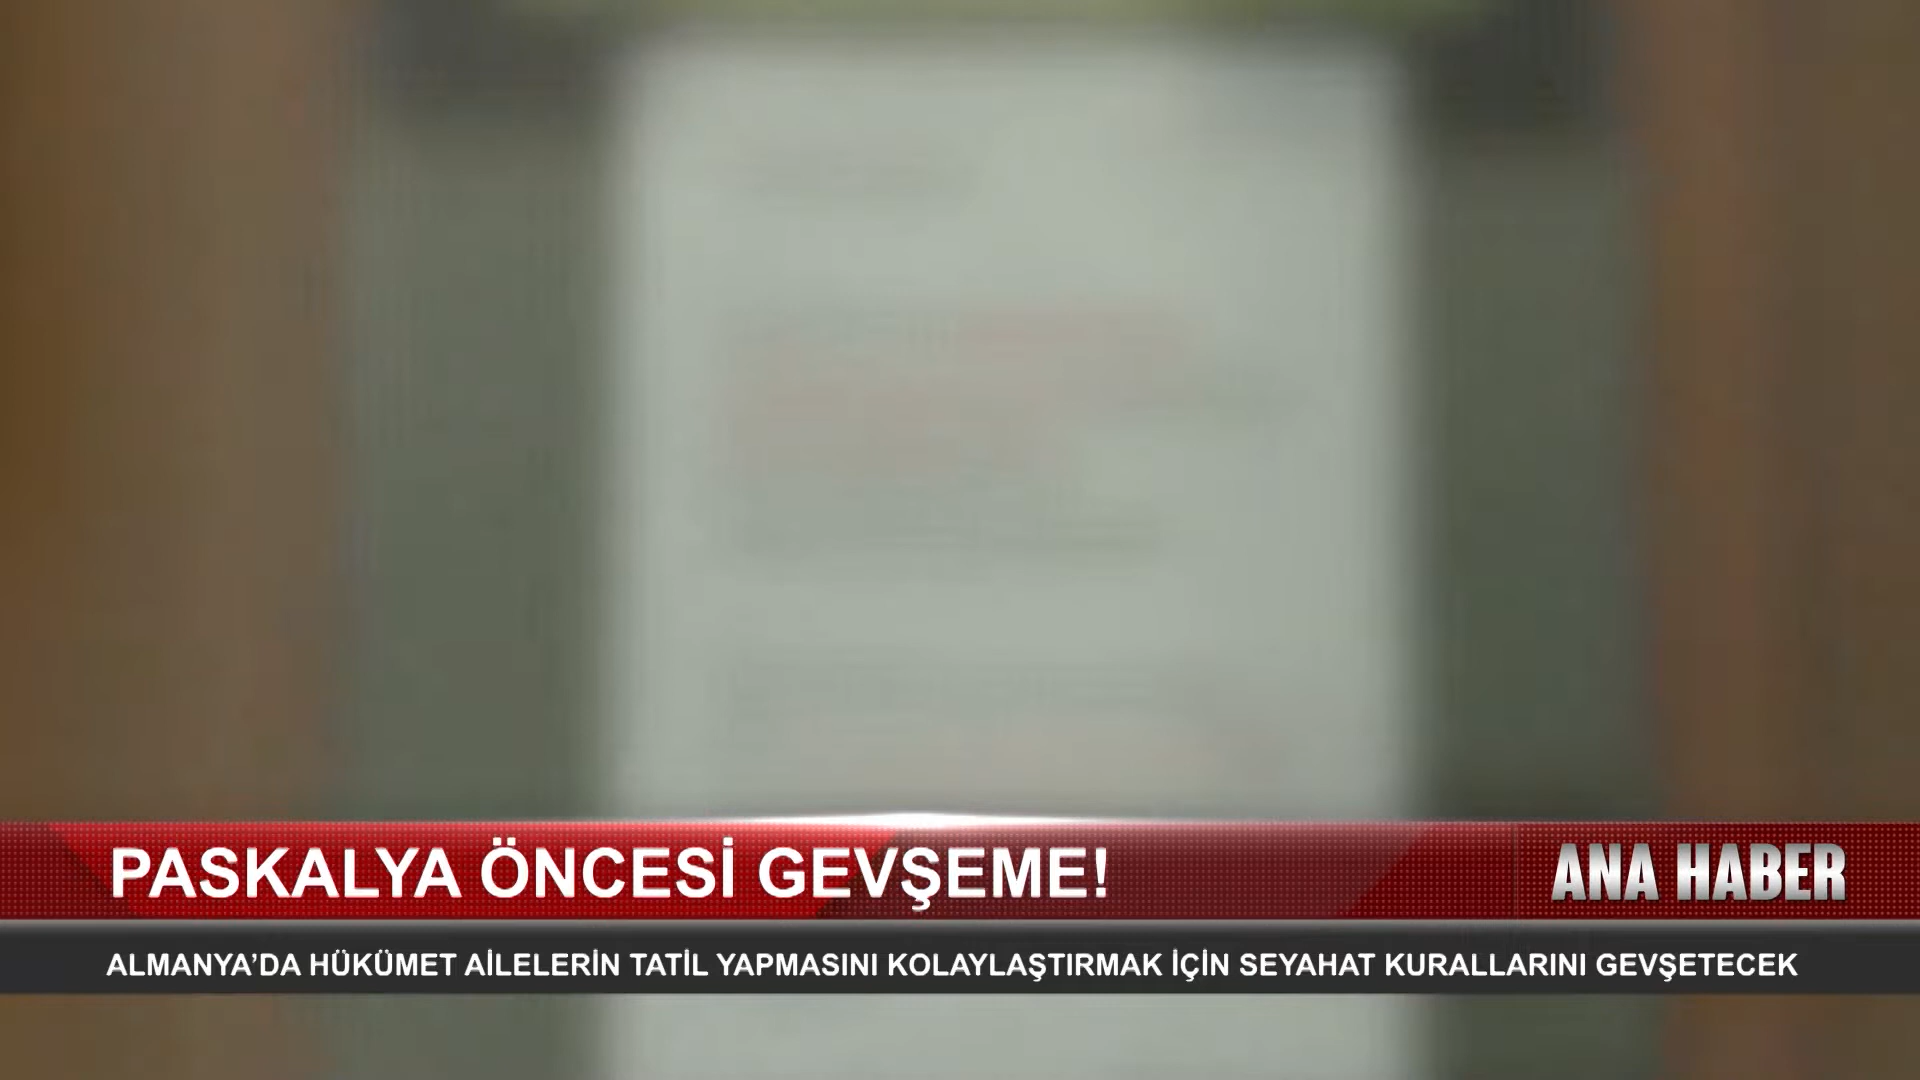 PASKALYA ÖNCESİ GEVŞEME!
ANA HABER
ALMANYA’DA HÜKÜMET AİLELERİN TATİL YAPMASINI KOLAYLAŞTIRMAK İÇİN SEYAHAT KURALLARINI GEVŞETECEK